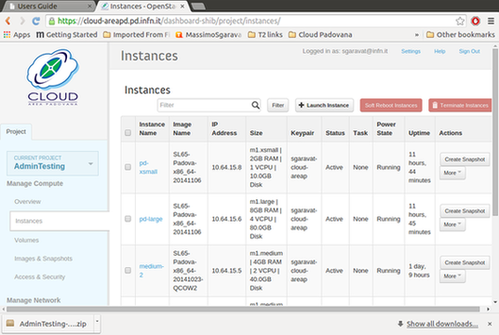 Users Guide
Instances - OpenSta
https://cloud-areapd.pd.infn.it/dashboard-shib/project/instances/
Apps
Getting Started
Imported From Fi
MassimoSgarava
T2 links
Cloud Padovana
» Other bookmarks
Instances
Logged in as: sgaravat@infn.it
Settings
Help
Sign Out
CLOUD
AREA PADOVANA
Project
CURRENT PROJECT
AdminTesting
Manage Compute
Overview
Instances
Volumes
Images & Snapshots
Access & Security
Manage Network
Instances
Filter
Filter
+ Launch Instance
Soft Reboot Instances
Terminate Instances
Instance Name
Image Name
IP Address
Size
Keypair
Status
Task
Power State
Uptime
Actions
pd-xsmall
SL65-Padova-x86_64-20141106
10.64.15.8
m1.xsmall | 2GB RAM | 1 VCPU | 10.0GB Disk
sgaravat-cloud-areap
Active
None
Running
11 hours, 44 minutes
Create Snapshot
More
pd-large
SL65-Padova-x86_64-20141106
10.64.15.6
m1.large | 8GB RAM | 4 VCPU | 80.0GB Disk
sgaravat-cloud-areap
Active
None
Running
11 hours, 45 minutes
Create Snapshot
More
medium-2
SL65-Padova-x86_64-20141023-QCOW2
10.64.15.5
m1.medium | 4GB RAM | 2 VCPU | 40.0GB Disk
sgaravat-cloud-areap
Active
None
Running
1 day, 9 hours
Create Snapshot
More
m1.medium
AdminTesting-....zip
Show all downloads...